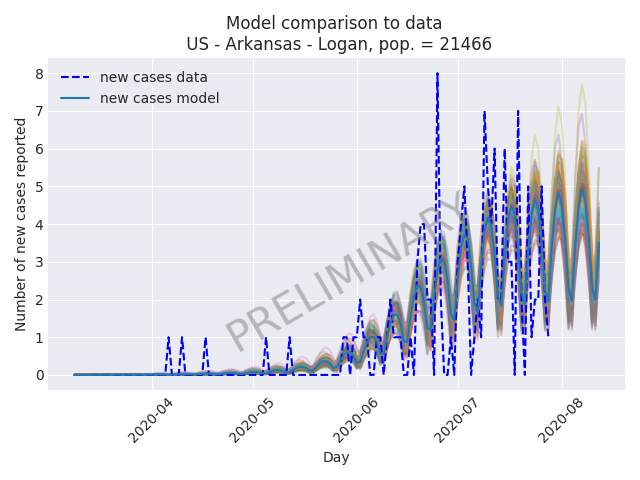 Model comparison to data
US - Arkansas - Logan, pop. = 21466
new cases data
new cases model
Number of new cases reported
8
7
6
5
4
3
2
1
0
PRELIMINARY
2020-04
2020-05
2020-06
2020-07
2020-08
Day